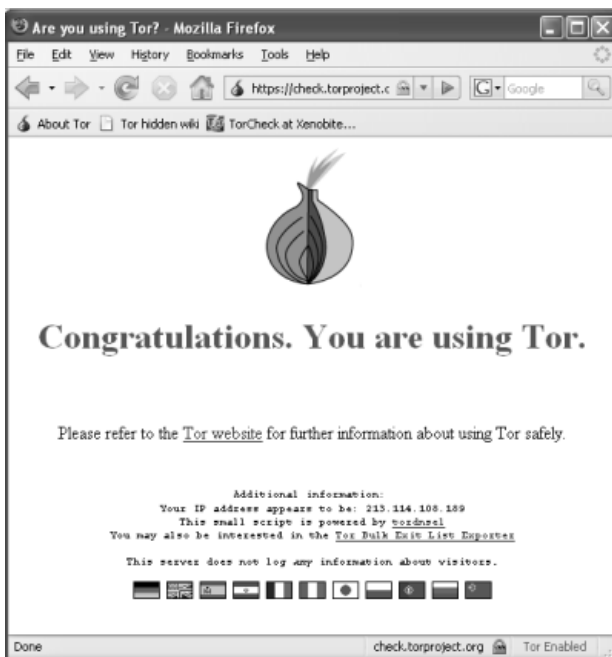 Are you using Tor? - Mozilla Firefox
File Edit View History Bookmarks Tools Help
https://check.torproject.c
G Google
About Tor Tor hidden wiki TorCheck at Xenobite...
Congratulations. You are using Tor.
Please refer to the Tor website for further information about using Tor safely.
Additional information:
Your IP address appears to be: 213.114.108.189
This small script is powered by tordnsel
You may also be interested in the Tor Bulk Exit List Exporter
This server does not log any information about visitors.
Done check.torproject.org Tor Enabled